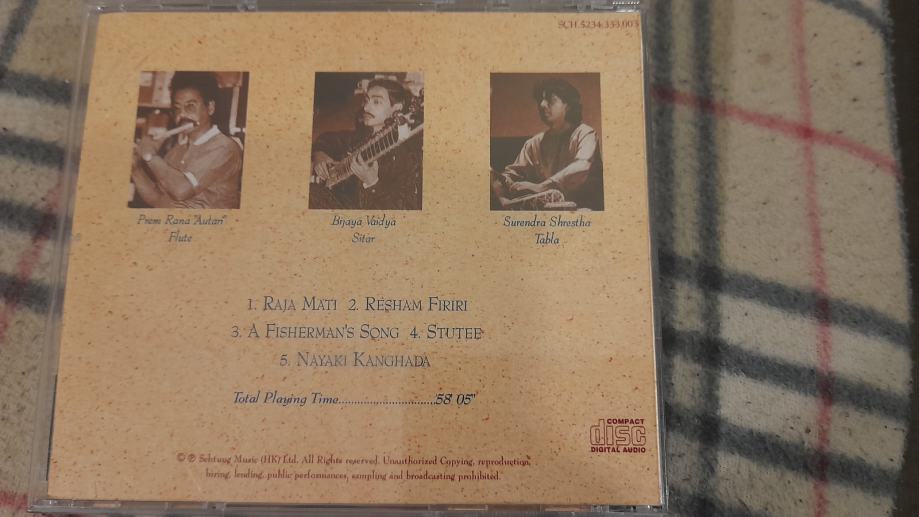 SCH 5234.333.003
Prem Rana "Autari"
Flute
Bijaya Vaidya
Sitar
Surendra Shrestha
Tabla
1. RAJA MATI 2. RESHAM FIRIRI
3. A FISHERMAN'S SONG 4. STUTEE
5. NAYAKI KANGHADA
Total Playing Time..............................58' 05"
COMPACT
disc
DIGITAL AUDIO
© ℗ Sehtung Music (HK) Ltd. All Rights reserved. Unauthorized Copying, reproduction,
hiring, lending, public performances, sampling and broadcasting prohibited.